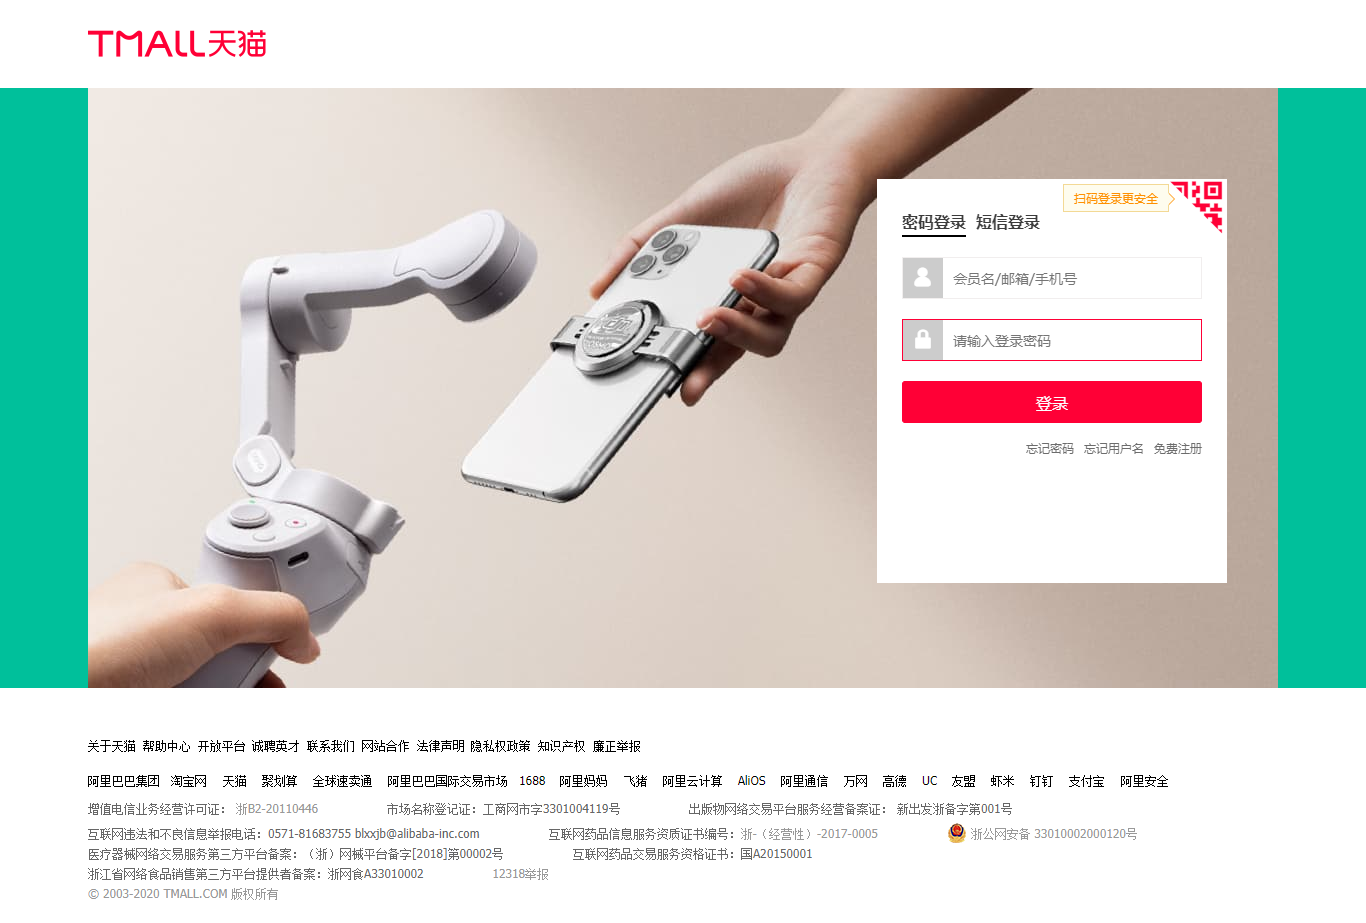 TMALL天猫
扫码登录更安全
密码登录 短信登录
会员名/邮箱/手机号
请输入登录密码
登录
忘记密码 忘记用户名 免费注册
关于天猫 帮助中心 开放平台 诚聘英才 联系我们 网站合作 法律声明 隐私权政策 知识产权 廉正举报
阿里巴巴集团 淘宝网 天猫 聚划算 全球速卖通 阿里巴巴国际交易市场 1688 阿里妈妈 飞猪 阿里云计算 AliOS 阿里通信 万网 高德 UC 友盟 虾米 钉钉 支付宝 阿里安全
增值电信业务经营许可证： 浙B2-20110446 市场名称登记证：工商网市字3301004119号 出版物网络交易平台服务经营备案证： 新出发浙备字第001号
互联网违法和不良信息举报电话：0571-81683755 blxxjb@alibaba-inc.com 互联网药品信息服务资质证书编号：浙-（经营性）-2017-0005 浙公网安备 33010002000120号
医疗器械网络交易服务第三方平台备案：（浙）网械平台备字[2018]第00002号 互联网药品交易服务资格证书：国A20150001
浙江省网络食品销售第三方平台提供者备案：浙网食A33010002 12318举报
© 2003-2020 TMALL.COM 版权所有